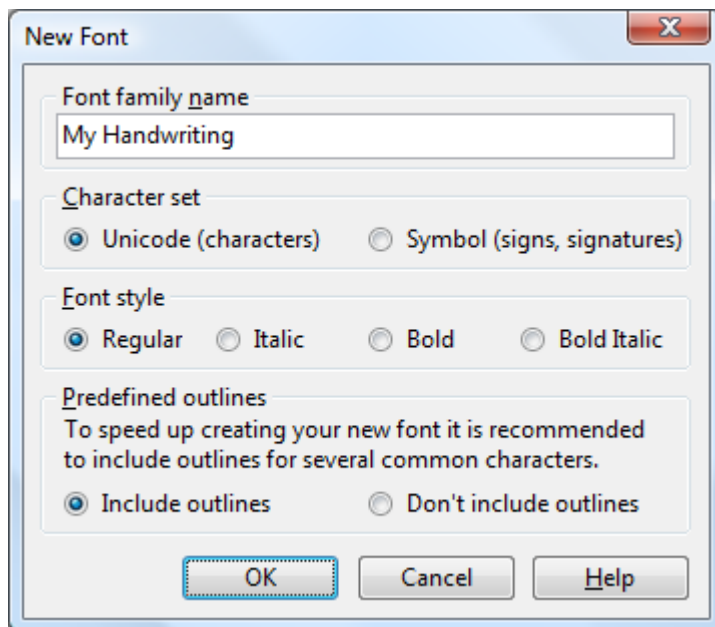 New Font
Font family name
My Handwriting
Character set
Unicode (characters) Symbol (signs, signatures)
Font style
Regular Italic Bold Bold Italic
Predefined outlines
To speed up creating your new font it is recommended
to include outlines for several common characters.
Include outlines Don't include outlines
OK Cancel Help